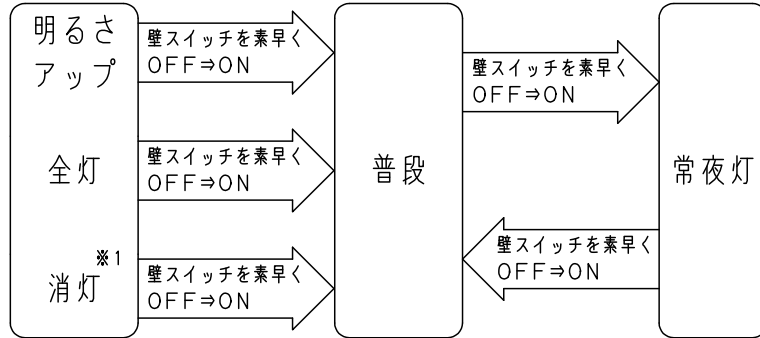 明るさ
アップ
全灯
※1
消灯
壁スイッチを素早く
OFF⇒ON
壁スイッチを素早く
OFF⇒ON
壁スイッチを素早く
OFF⇒ON
普段
壁スイッチを素早く
OFF⇒ON
壁スイッチを素早く
OFF⇒ON
常夜灯